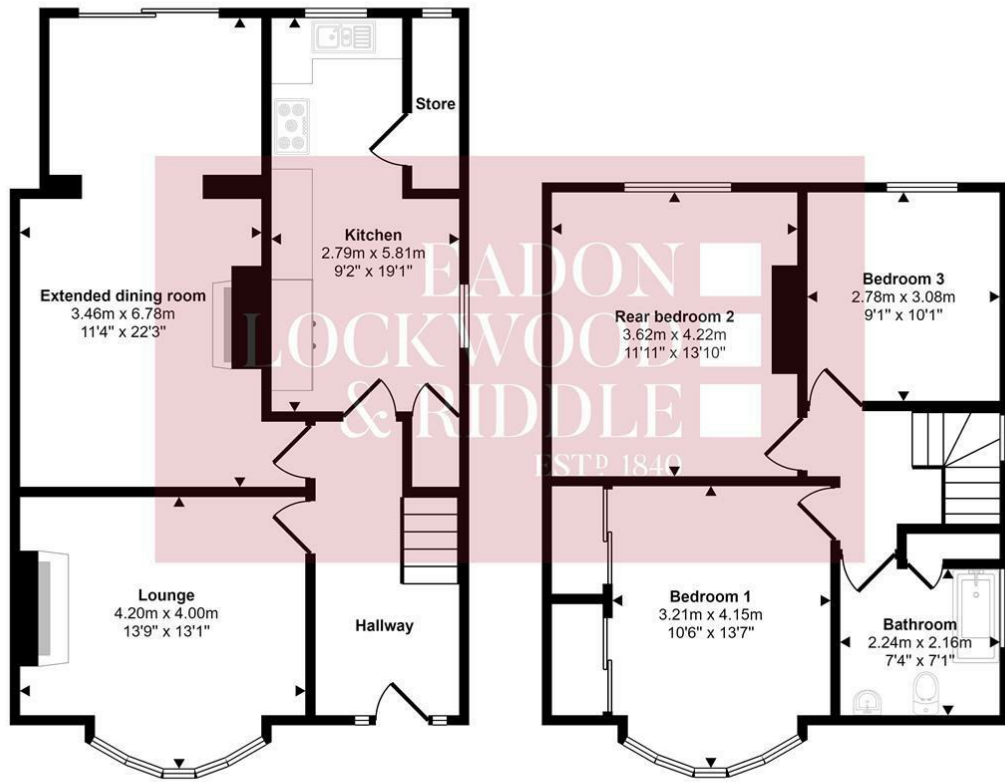 Store
Kitchen
2.79m x 5.81m
9'2" x 19'1"
Extended dining room
3.46m x 6.78m
11'4" x 22'3"
Lounge
4.20m x 4.00m
13'9" x 13'1"
Hallway
Rear bedroom 2
3.62m x 4.22m
11'11" x 13'10"
Bedroom 3
2.78m x 3.08m
9'1" x 10'1"
Bedroom 1
3.21m x 4.15m
10'6" x 13'7"
Bathroom
2.24m x 2.16m
7'4" x 7'1"
EADON
LOCKWOOD
& RIDDLE
ESTD 1840